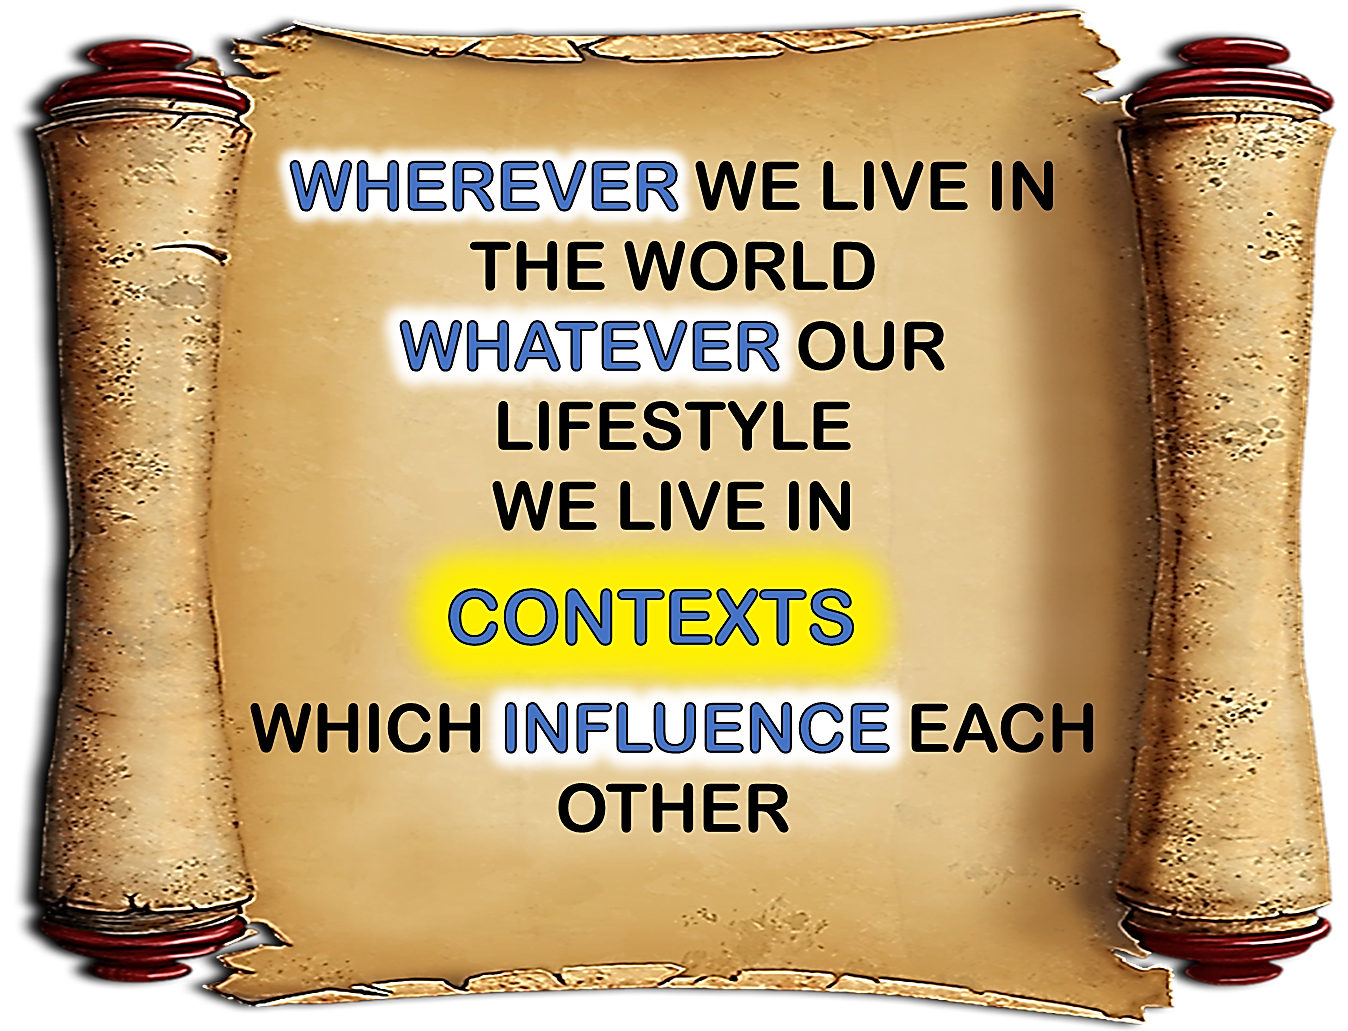 WHEREVER WE LIVE IN
THE WORLD
WHATEVER OUR
LIFESTYLE
WE LIVE IN
CONTEXTS
WHICH INFLUENCE EACH
OTHER